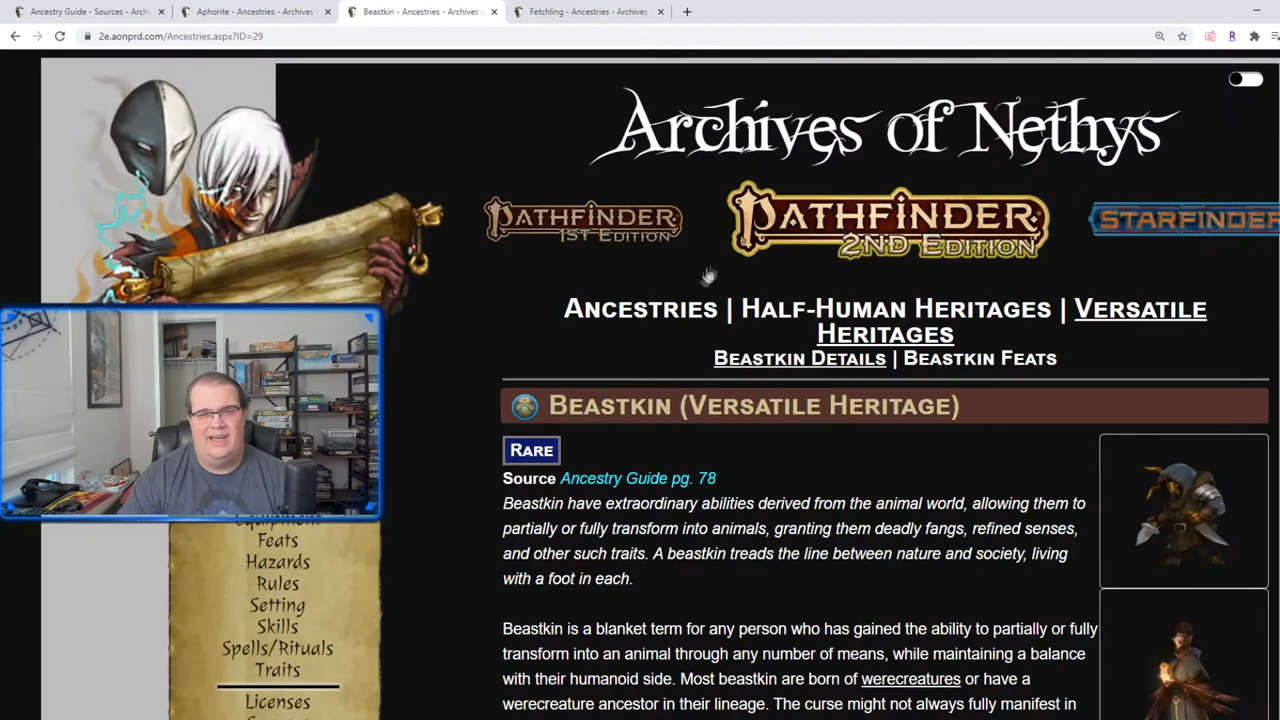 Ancestry Guide - Sources - Archi
Aphorite - Ancestries - Archives o
Beastkin - Ancestries - Archives o
Fetchling - Ancestries - Archives
2e.aonprd.com/Ancestries.aspx?ID=29
Archives of Nethys
PATHFINDER
1ST EDITION
PATHFINDER
2ND EDITION
STARFINDER
ANCESTRIES | HALF-HUMAN HERITAGES | VERSATILE
HERITAGES
BEASTKIN DETAILS | BEASTKIN FEATS
BEASTKIN (VERSATILE HERITAGE)
RARE
Source Ancestry Guide pg. 78
Beastkin have extraordinary abilities derived from the animal world, allowing them to
partially or fully transform into animals, granting them deadly fangs, refined senses,
and other such traits. A beastkin treads the line between nature and society, living
with a foot in each.
Beastkin is a blanket term for any person who has gained the ability to partially or fully
transform into an animal through any number of means, while maintaining a balance
with their humanoid side. Most beastkin are born of werecreatures or have a
werecreature ancestor in their lineage. The curse might not always fully manifest in
Equipment
Feats
Hazards
Rules
Setting
Skills
Spells/Rituals
Traits
Licenses